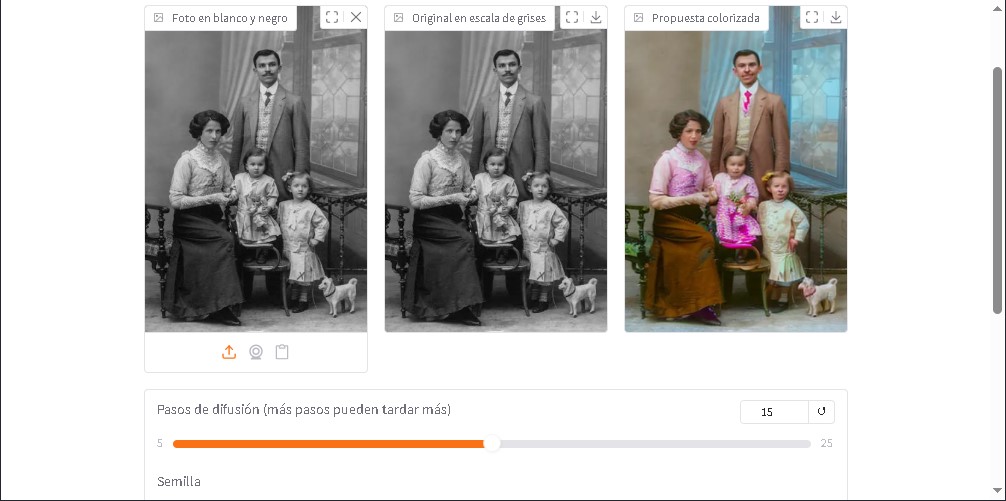 Foto en blanco y negro
Original en escala de grises
Propuesta colorizada
Pasos de difusión (más pasos pueden tardar más)
15
5
25
Semilla